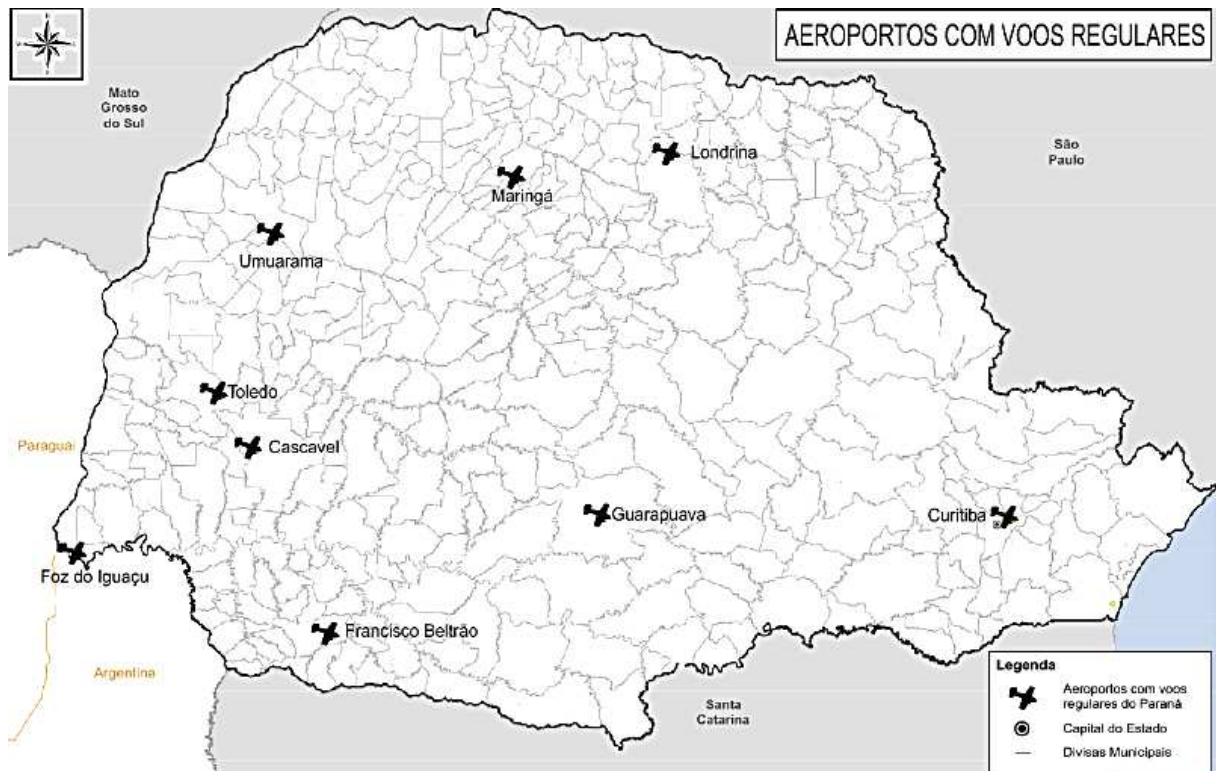 AEROPORTOS COM VOOS REGULARES
Mato
Grosso
do Sul
São
Paulo
Londrina
Maringá
Umuarama
Toledo
Cascavel
Paraguai
Guarapuava
Curitiba
Foz do Iguaçu
Francisco Beltrão
Argentina
Santa
Catarina
Legenda
Aeroportos com voos
regulares do Paraná
Capital do Estado
Divisas Municipais